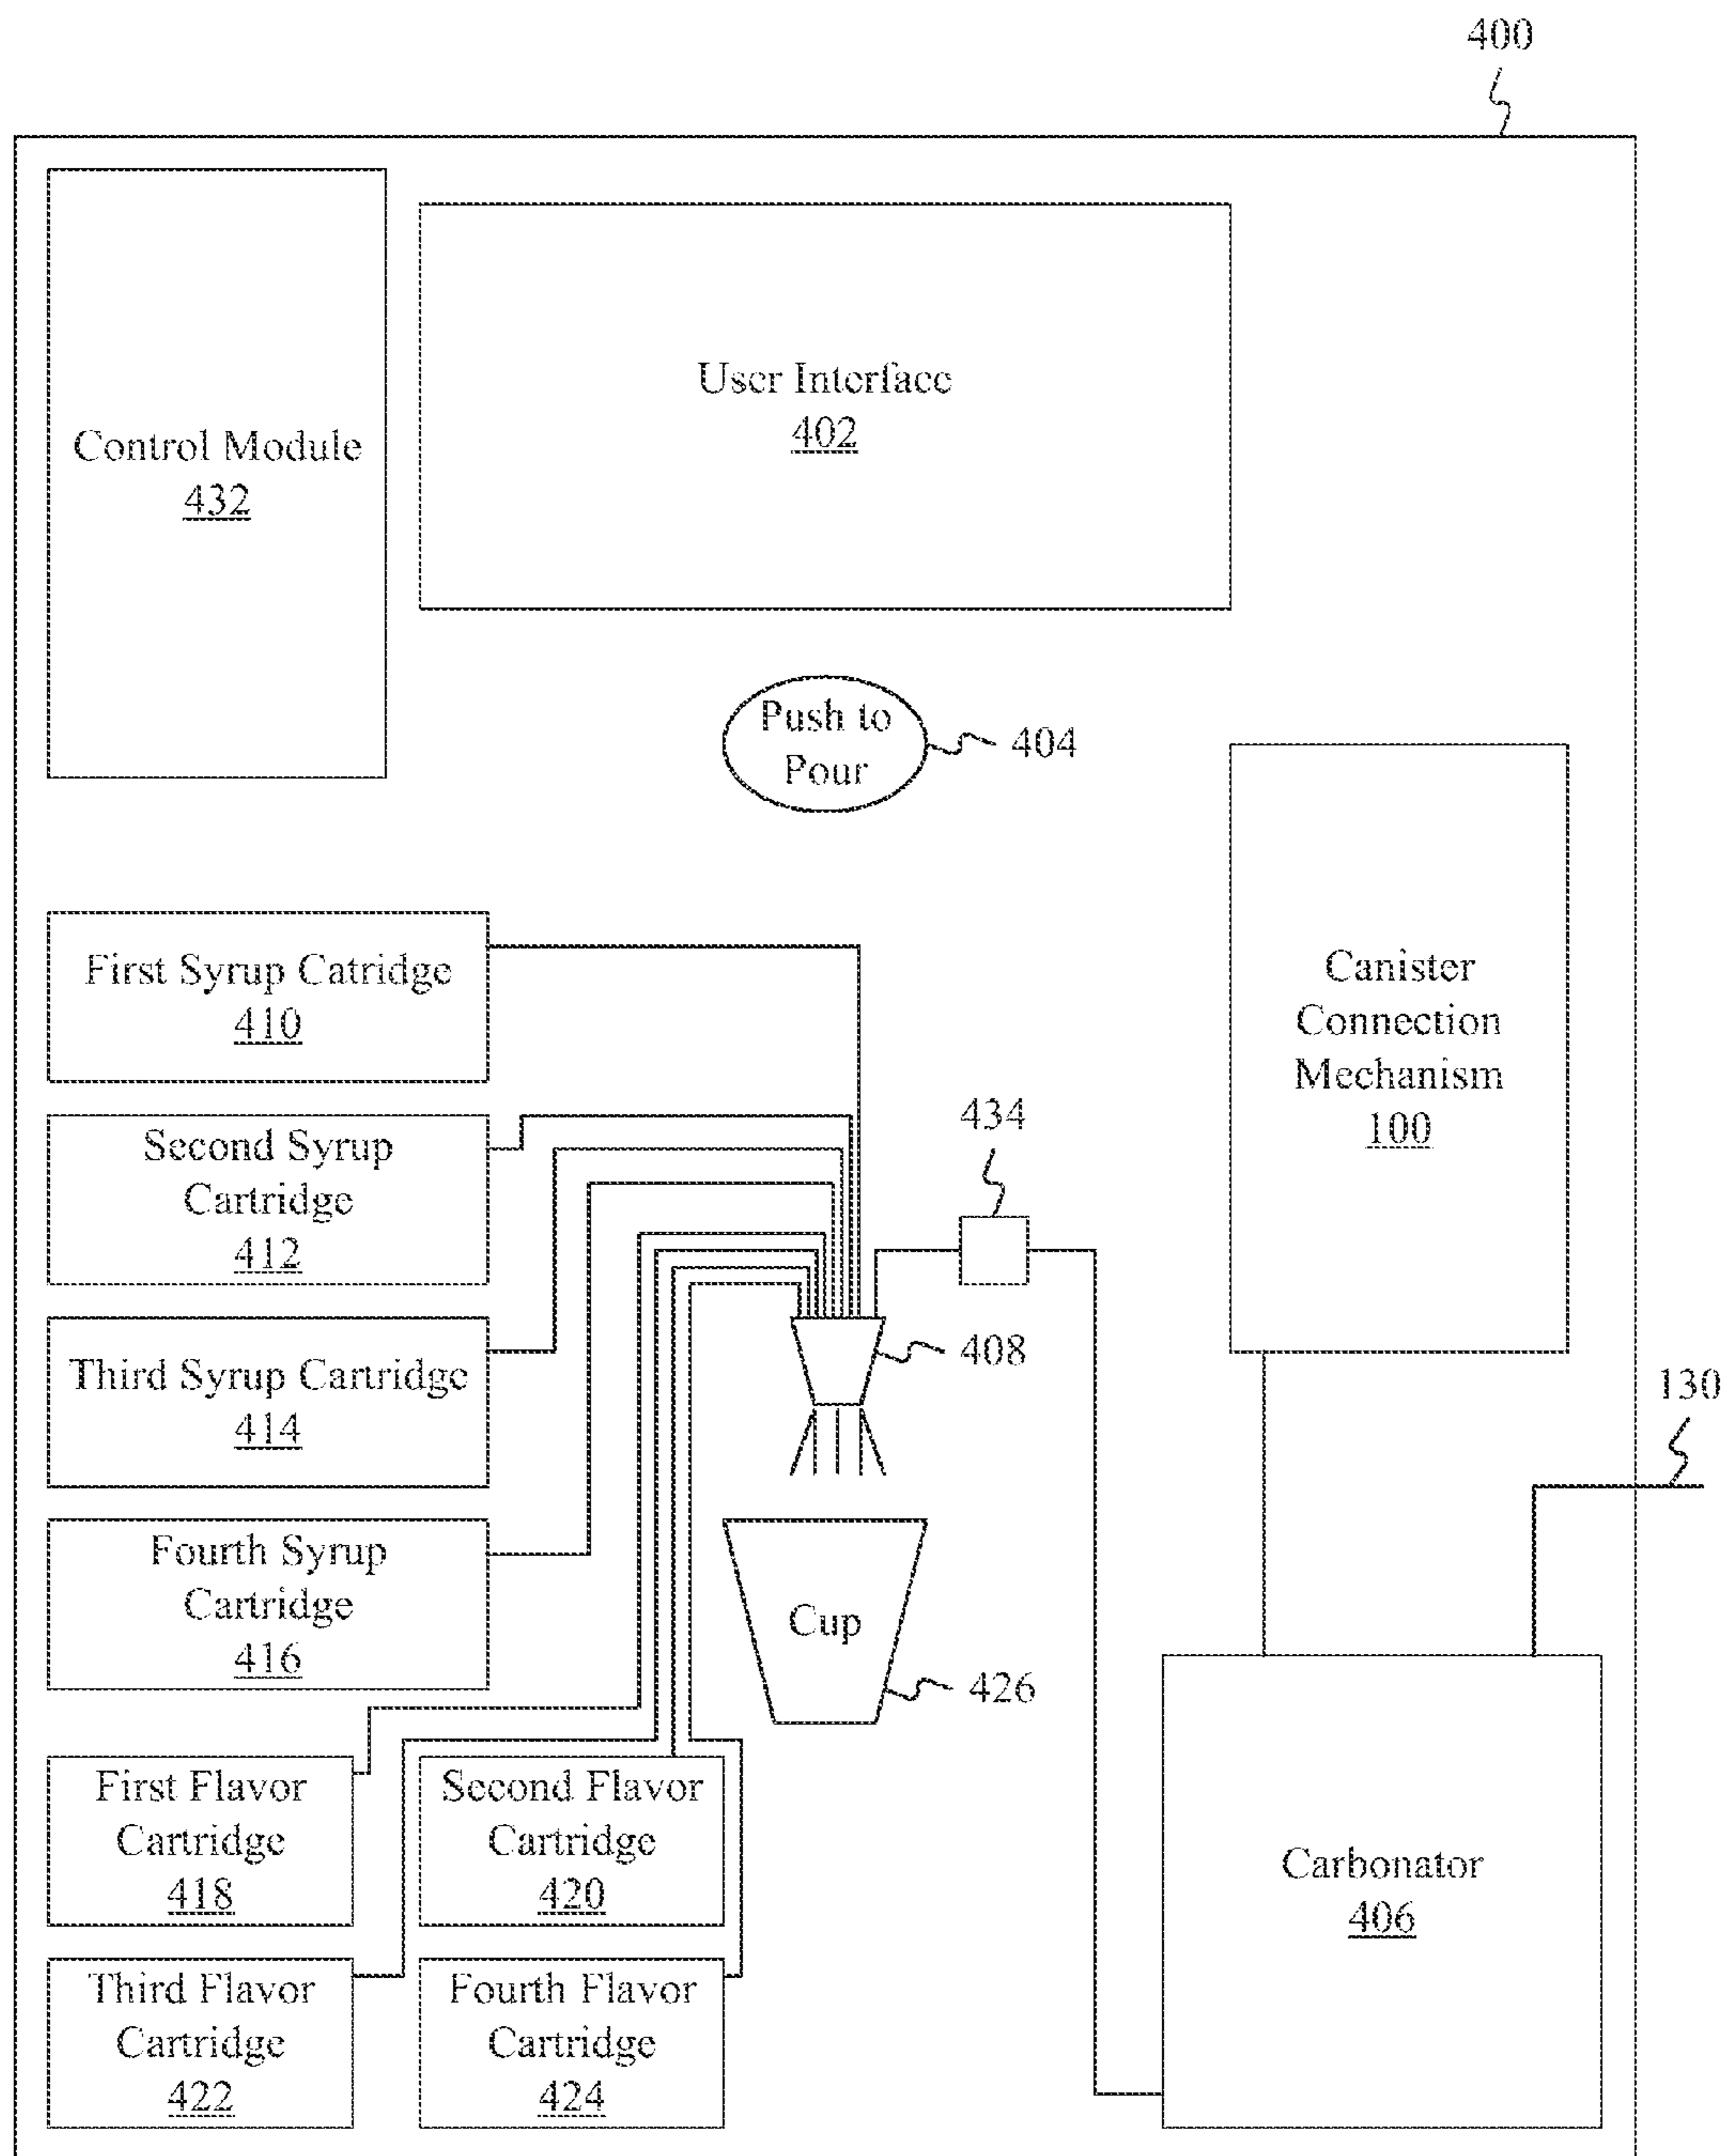 400
User Interface
402
Control Module
432
Push to
Pour
404
First Syrup Catridge
410
Canister
Connection
Mechanism
100
Second Syrup
Cartridge
412
434
Third Syrup Cartridge
414
408
130
Fourth Syrup
Cartridge
416
Cup
426
First Flavor
Cartridge
418
Second Flavor
Cartridge
420
Carbonator
406
Third Flavor
Cartridge
422
Fourth Flavor
Cartridge
424